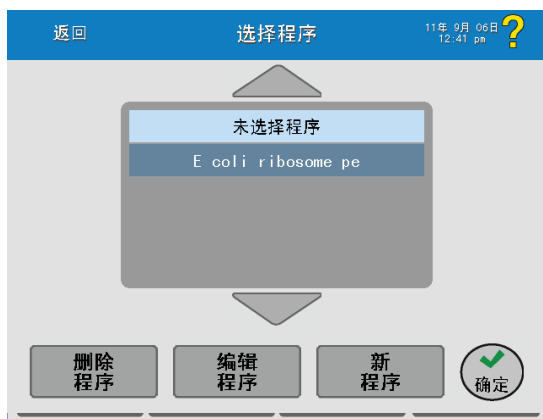 返回
选择程序
11年 9月 06日
12:41 pm
?
未选择程序
E coli ribosome pe
删除
程序
编辑
程序
新
程序
确定